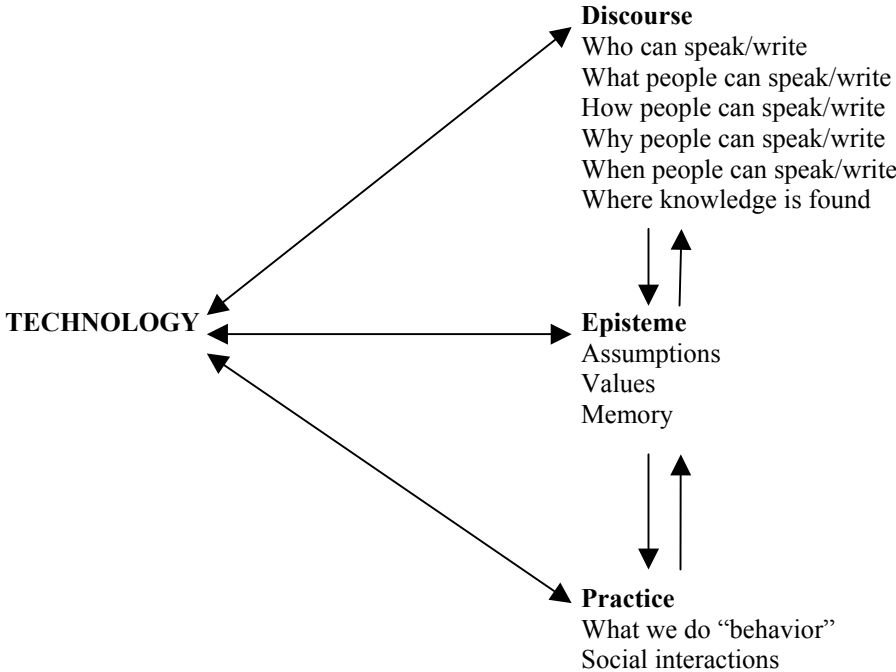 Discourse
Who can speak/write
What people can speak/write
How people can speak/write
Why people can speak/write
When people can speak/write
Where knowledge is found
TECHNOLOGY
Episteme
Assumptions
Values
Memory
Practice
What we do “behavior”
Social interactions